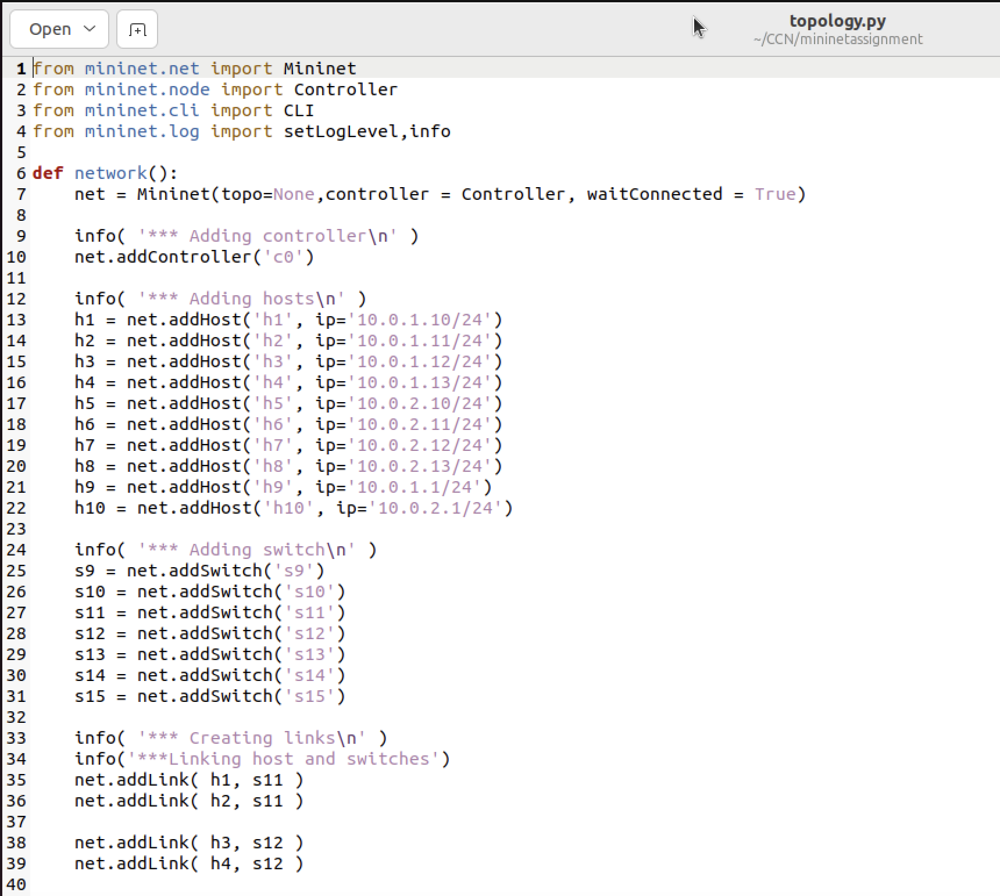 Open
topology.py
~/CCN/mininetassignment
1 from mininet.net import Mininet
2 from mininet.node import Controller
3 from mininet.cli import CLI
4 from mininet.log import setLogLevel,info
5
6 def network():
7     net = Mininet(topo=None,controller = Controller, waitConnected = True)
8
9     info( '*** Adding controller\n' )
10     net.addController('c0')
11
12     info( '*** Adding hosts\n' )
13     h1 = net.addHost('h1', ip='10.0.1.10/24')
14     h2 = net.addHost('h2', ip='10.0.1.11/24')
15     h3 = net.addHost('h3', ip='10.0.1.12/24')
16     h4 = net.addHost('h4', ip='10.0.1.13/24')
17     h5 = net.addHost('h5', ip='10.0.2.10/24')
18     h6 = net.addHost('h6', ip='10.0.2.11/24')
19     h7 = net.addHost('h7', ip='10.0.2.12/24')
20     h8 = net.addHost('h8', ip='10.0.2.13/24')
21     h9 = net.addHost('h9', ip='10.0.1.1/24')
22     h10 = net.addHost('h10', ip='10.0.2.1/24')
23
24     info( '*** Adding switch\n' )
25     s9 = net.addSwitch('s9')
26     s10 = net.addSwitch('s10')
27     s11 = net.addSwitch('s11')
28     s12 = net.addSwitch('s12')
29     s13 = net.addSwitch('s13')
30     s14 = net.addSwitch('s14')
31     s15 = net.addSwitch('s15')
32
33     info( '*** Creating links\n' )
34     info('***Linking host and switches')
35     net.addLink( h1, s11 )
36     net.addLink( h2, s11 )
37
38     net.addLink( h3, s12 )
39     net.addLink( h4, s12 )
40